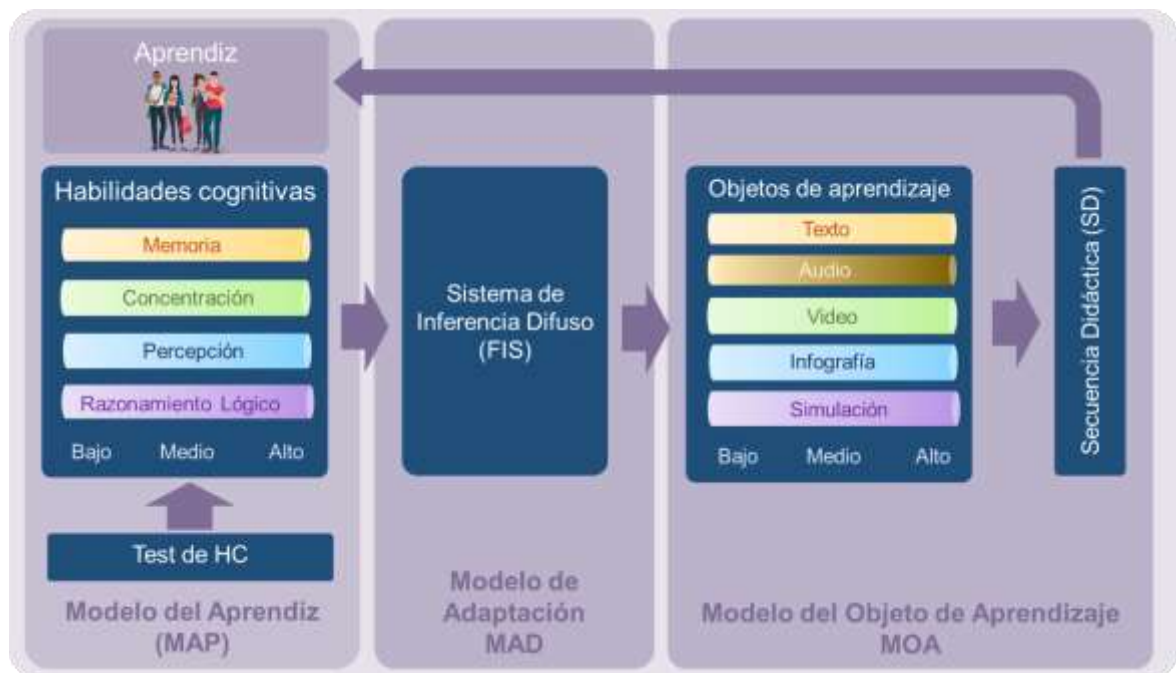 Aprendiz
Habilidades cognitivas
Memoria
Concentración
Percepción
Razonamiento Lógico
Bajo Medio Alto
Test de HC
Modelo del Aprendiz
(MAP)
Sistema de
Inferencia Difuso
(FIS)
Modelo de
Adaptación
MAD
Objetos de aprendizaje
Texto
Audio
Video
Infografía
Simulación
Bajo Medio Alto
Secuencia Didáctica (SD)
Modelo del Objeto de Aprendizaje
MOA